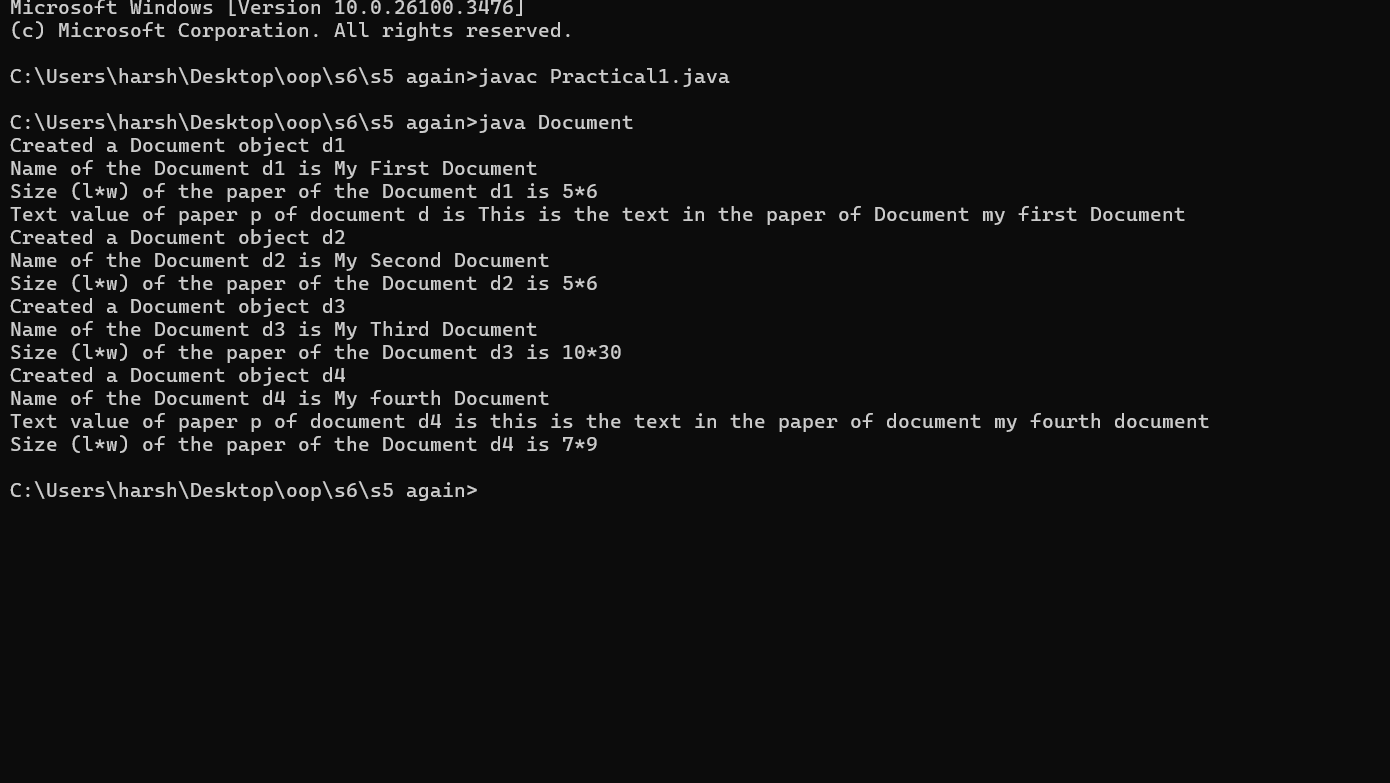 Microsoft Windows [Version 10.0.26100.3476]
(c) Microsoft Corporation. All rights reserved.
C:\Users\harsh\Desktop\oop\s6\s5 again>javac Practical1.java
C:\Users\harsh\Desktop\oop\s6\s5 again>java Document
Created a Document object d1
Name of the Document d1 is My First Document
Size (l*w) of the paper of the Document d1 is 5*6
Text value of paper p of document d is This is the text in the paper of Document my first Document
Created a Document object d2
Name of the Document d2 is My Second Document
Size (l*w) of the paper of the Document d2 is 5*6
Created a Document object d3
Name of the Document d3 is My Third Document
Size (l*w) of the paper of the Document d3 is 10*30
Created a Document object d4
Name of the Document d4 is My fourth Document
Text value of paper p of document d4 is this is the text in the paper of document my fourth document
Size (l*w) of the paper of the Document d4 is 7*9
C:\Users\harsh\Desktop\oop\s6\s5 again>